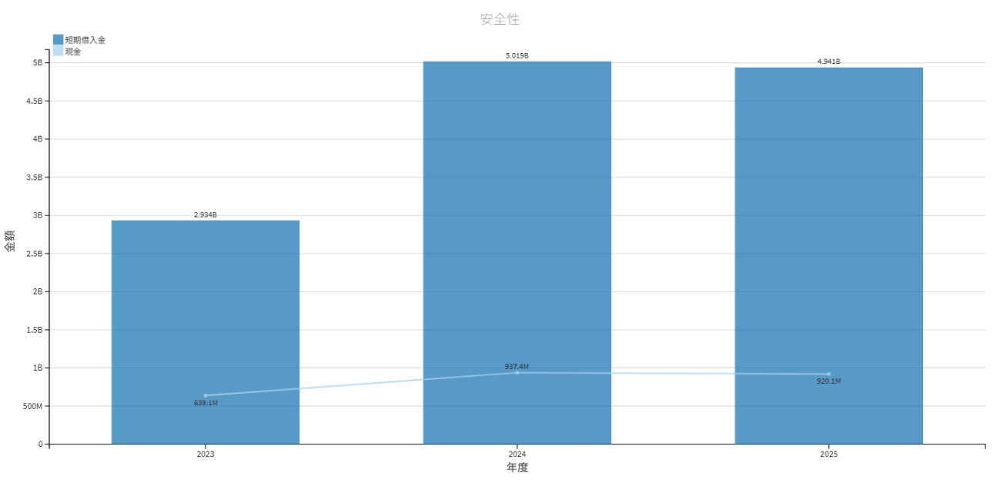 安全性
短期借入金
現金
5B
4.5B
4B
3.5B
3B
2.5B
2B
1.5B
1B
500M
0
金額
2.934B
5.019B
4.941B
639.1M
937.4M
920.1M
2023
2024
2025
年度